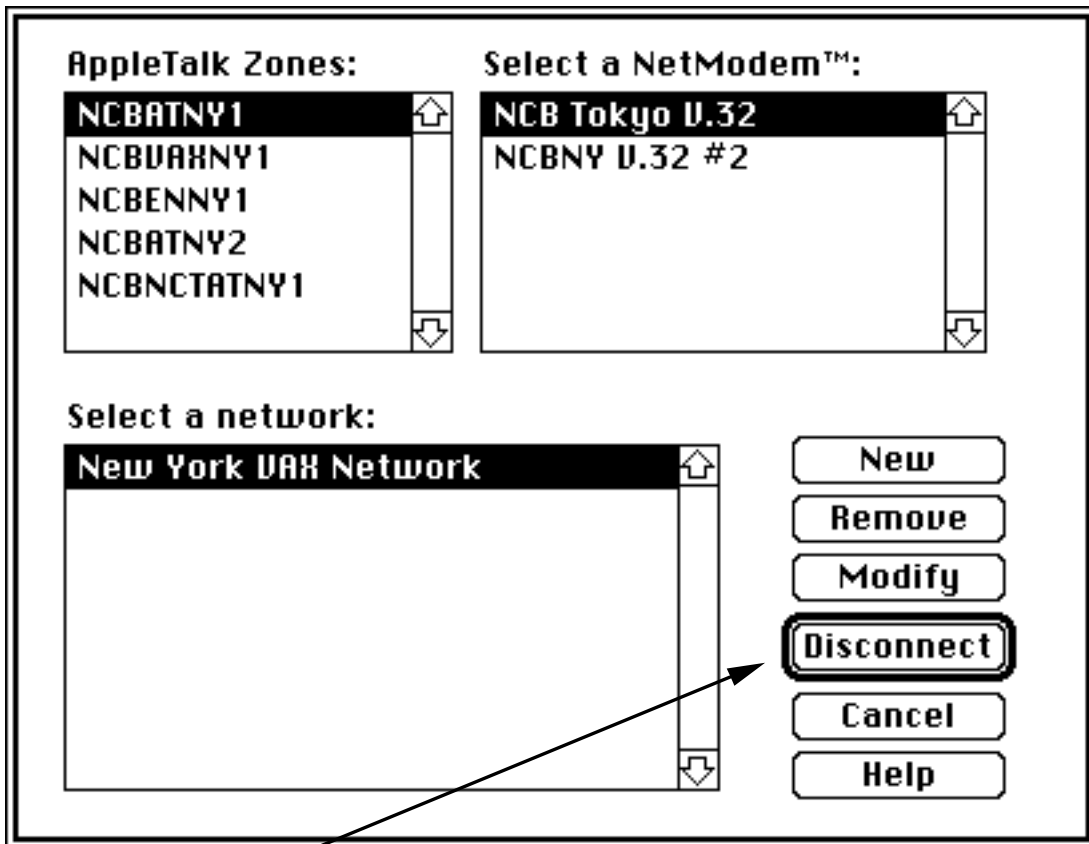 AppleTalk Zones:
NCBATNY1
NCBVAXNY1
NCBENNY1
NCBATNY2
NCBNCTATNY1
Select a NetModem™:
NCB Tokyo V.32
NCBNY V.32 #2
Select a network:
New York VAX Network
New
Remove
Modify
Disconnect
Cancel
Help